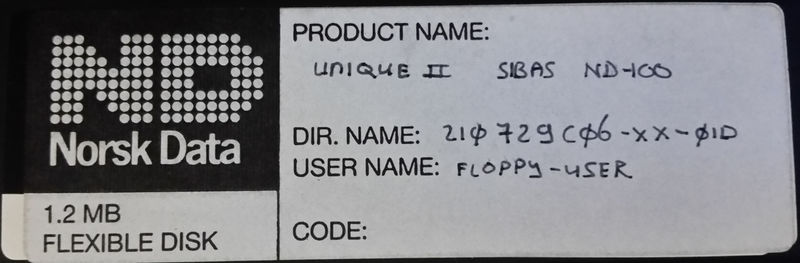 ND
Norsk Data
1.2 MB
FLEXIBLE DISK
PRODUCT NAME:
UNIQUE II SIBAS ND-100
DIR. NAME: 21φ729Cφ6-XX-φ1D
USER NAME: FLOPPY-USER
CODE: